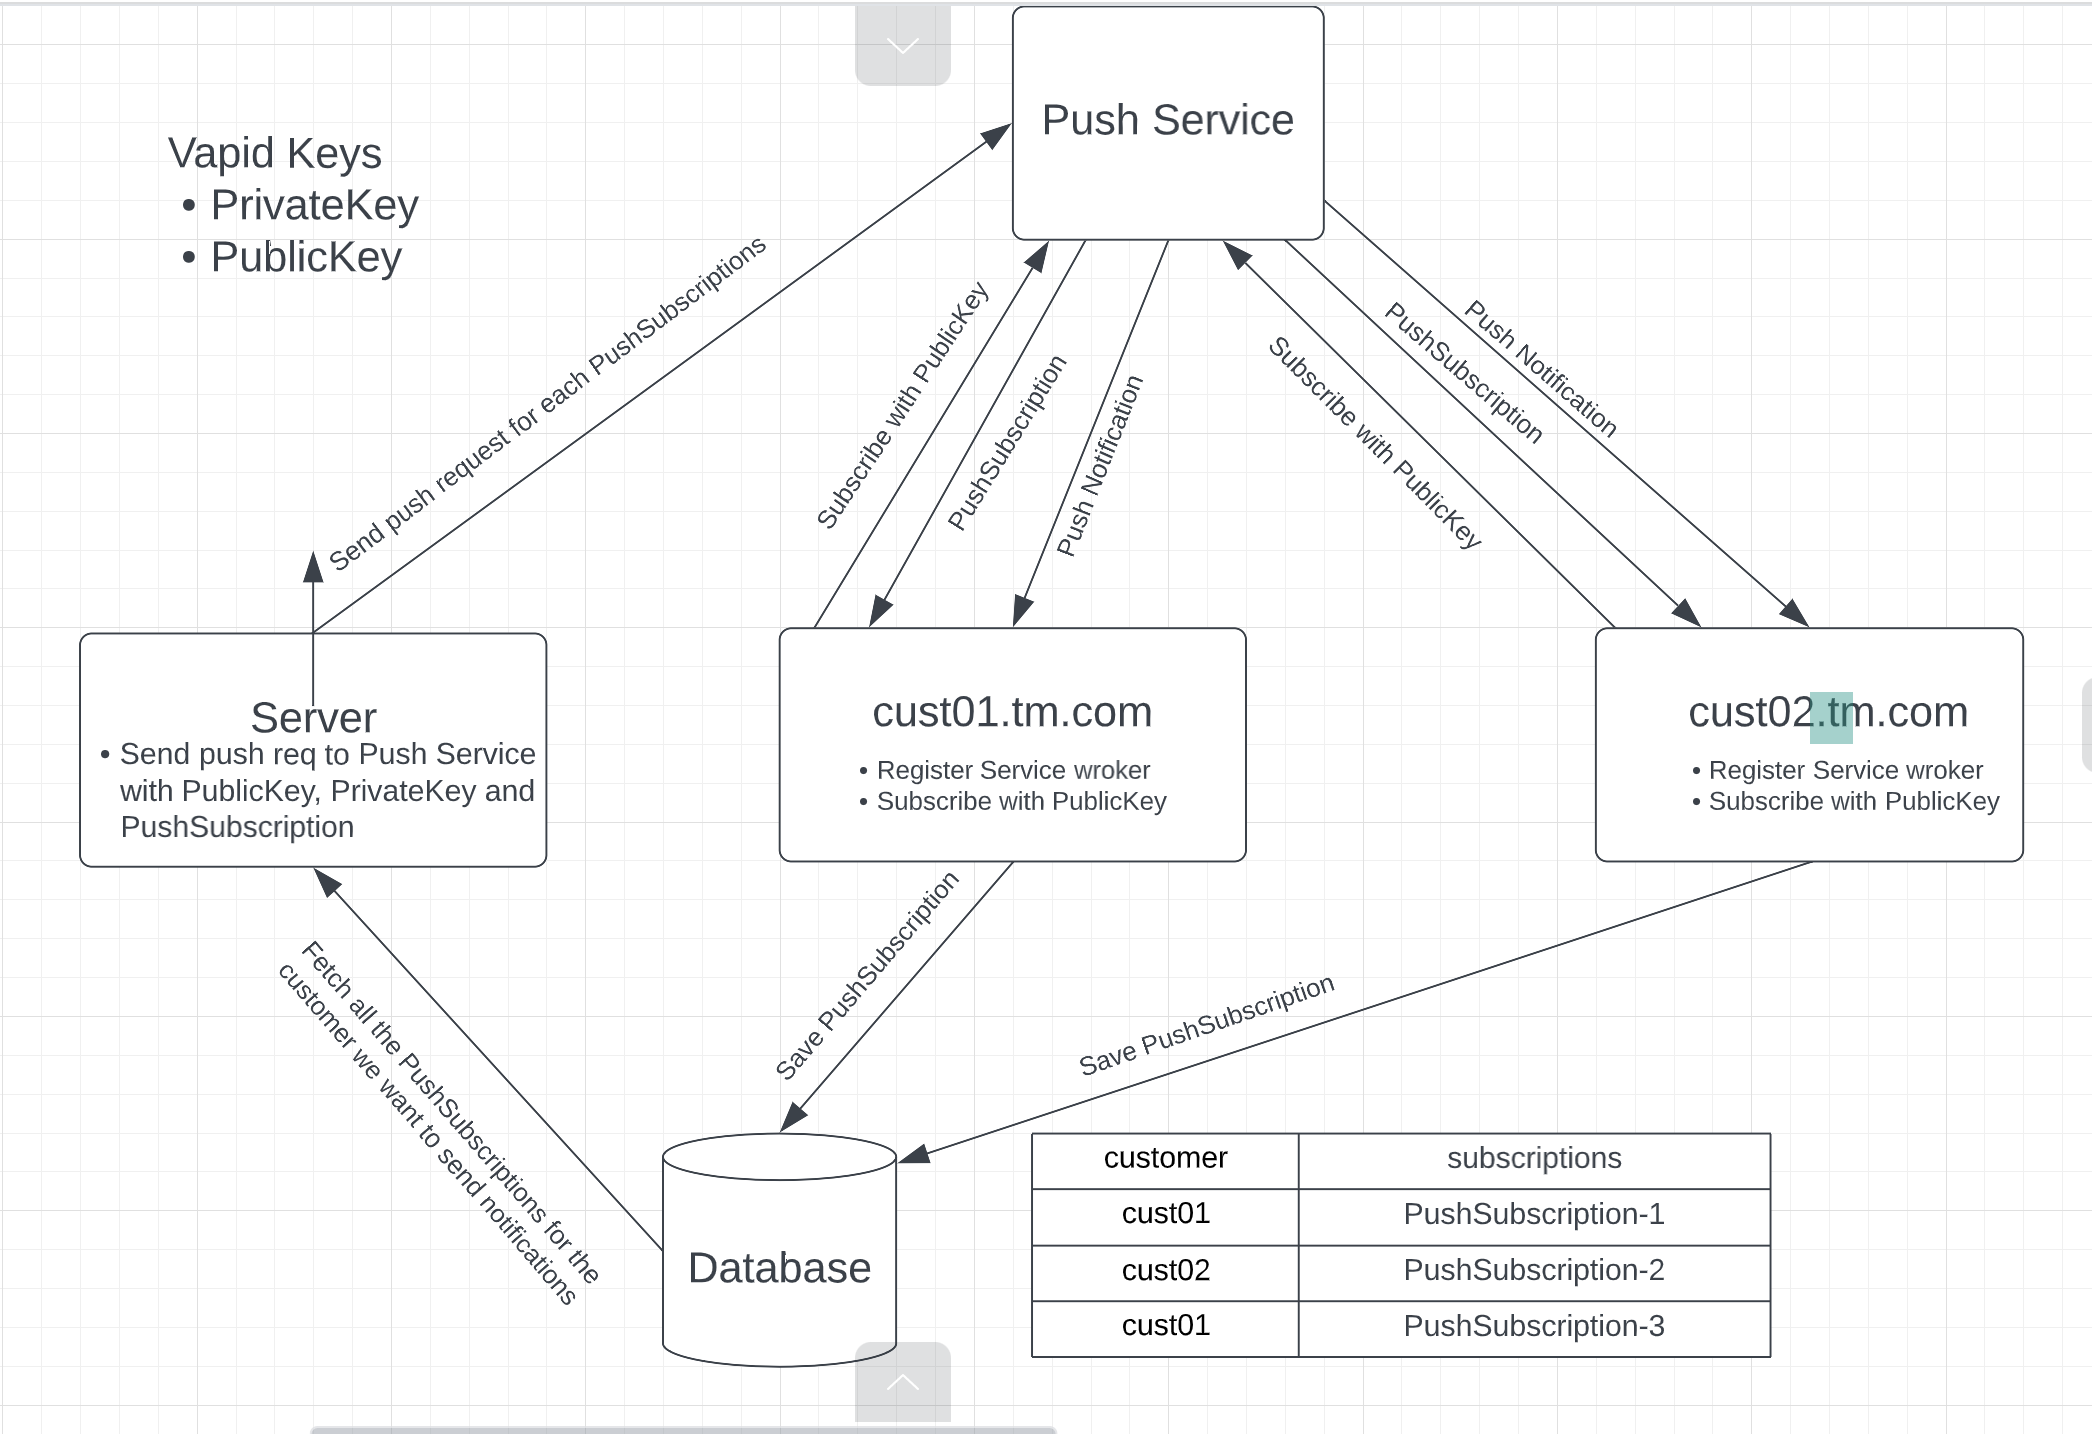 Push Service
Vapid Keys
• PrivateKey
• PublicKey
Send push request for each PushSubscriptions
Subscribe with PublicKey
PushSubscription
Push Notification
Subscribe with PublicKey
PushSubscription
Push Notification
Server
• Send push req to Push Service
with PublicKey, PrivateKey and
PushSubscription
cust01.tm.com
• Register Service wroker
• Subscribe with PublicKey
cust02.tm.com
• Register Service wroker
• Subscribe with PublicKey
Fetch all the PushSubscriptions for the
customer we want to send notifications
Save PushSubscription
Save PushSubscription
Database
customer subscriptions
cust01 PushSubscription-1
cust02 PushSubscription-2
cust01 PushSubscription-3